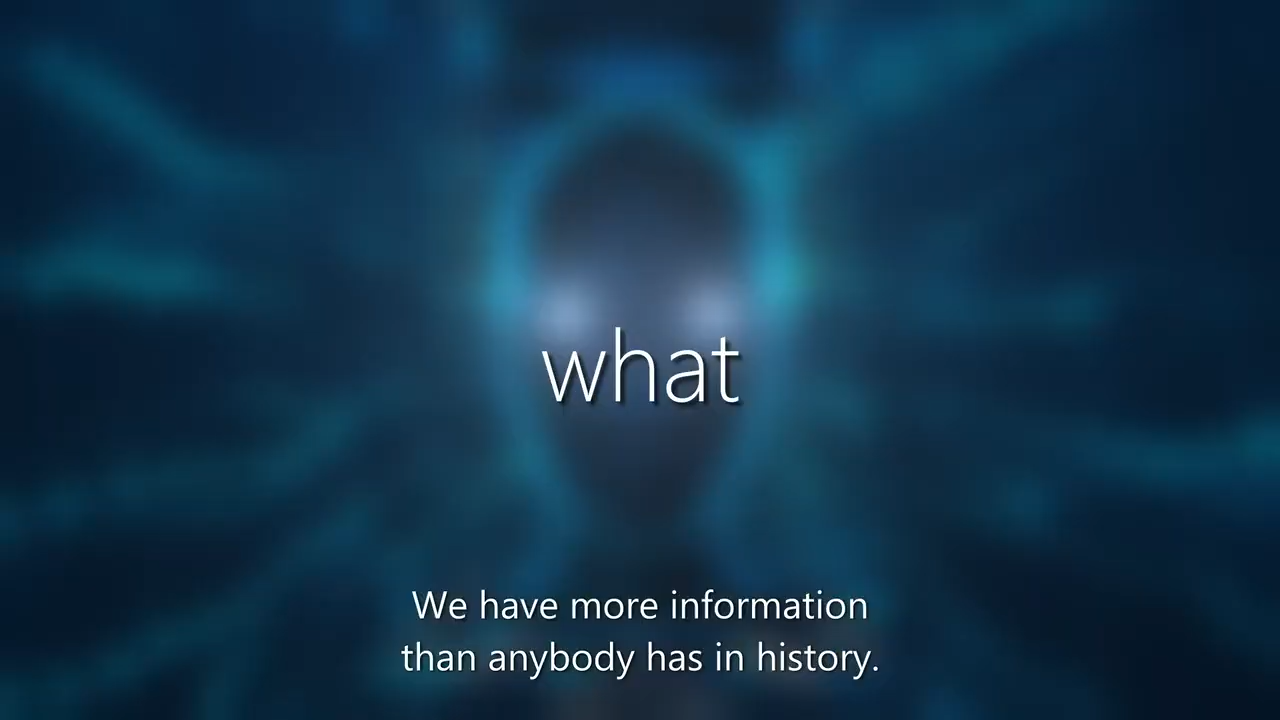 what
We have more information
than anybody has in history.